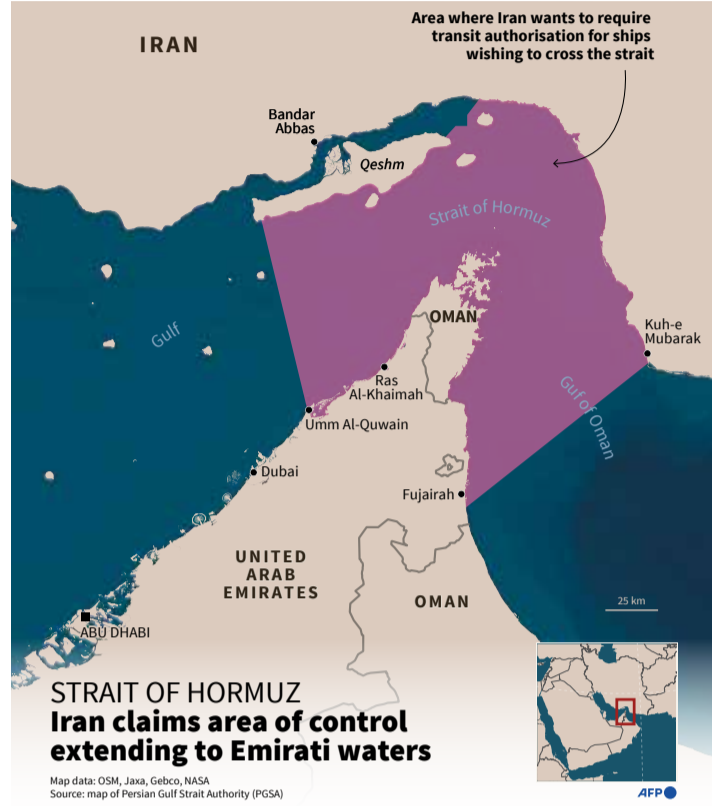 Area where Iran wants to require
transit authorisation for ships
wishing to cross the strait
IRAN
Bandar
Abbas
Qeshm
Strait of Hormuz
OMAN
Gulf
Kuh-e
Mubarak
Ras
Al-Khaimah
Guf of Oman
Umm Al-Quwain
Dubai
Fujairah
UNITED
ARAB
EMIRATES
OMAN
25 km
ABU DHABI
STRAIT OF HORMUZ
Iran claims area of control
extending to Emirati waters
Map data: OSM, Jaxa, Gebco, NASA
Source: map of Persian Gulf Strait Authority (PGSA)
AFP